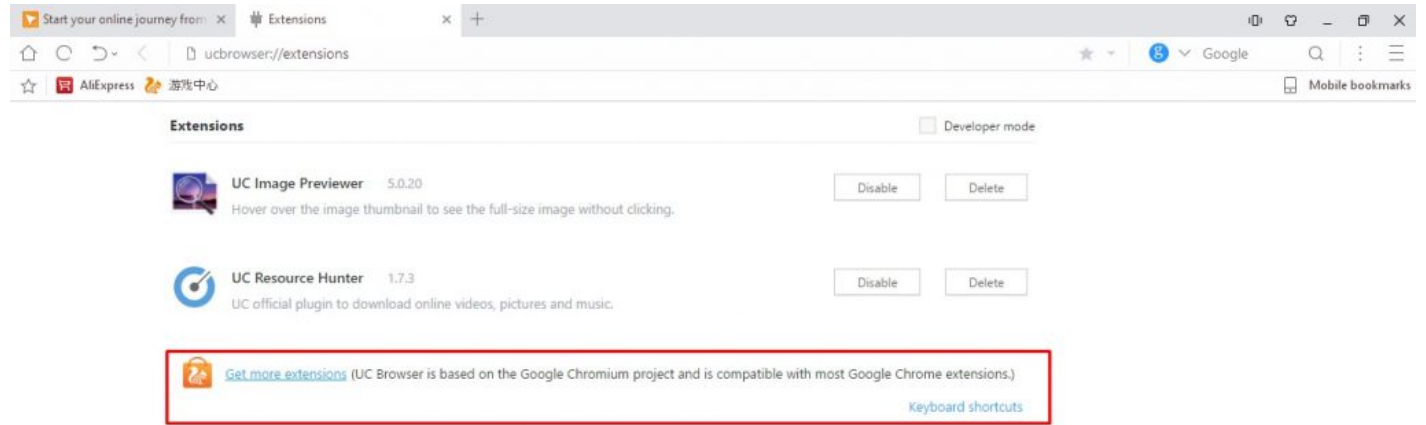 Start your online journey from
Extensions
ucbrowser://extensions
Google
AliExpress
游戏中心
Mobile bookmarks
Extensions
Developer mode
UC Image Previewer 5.0.20
Disable
Delete
Hover over the image thumbnail to see the full-size image without clicking.
UC Resource Hunter 1.7.3
Disable
Delete
UC official plugin to download online videos, pictures and music.
Get more extensions (UC Browser is based on the Google Chromium project and is compatible with most Google Chrome extensions.)
Keyboard shortcuts